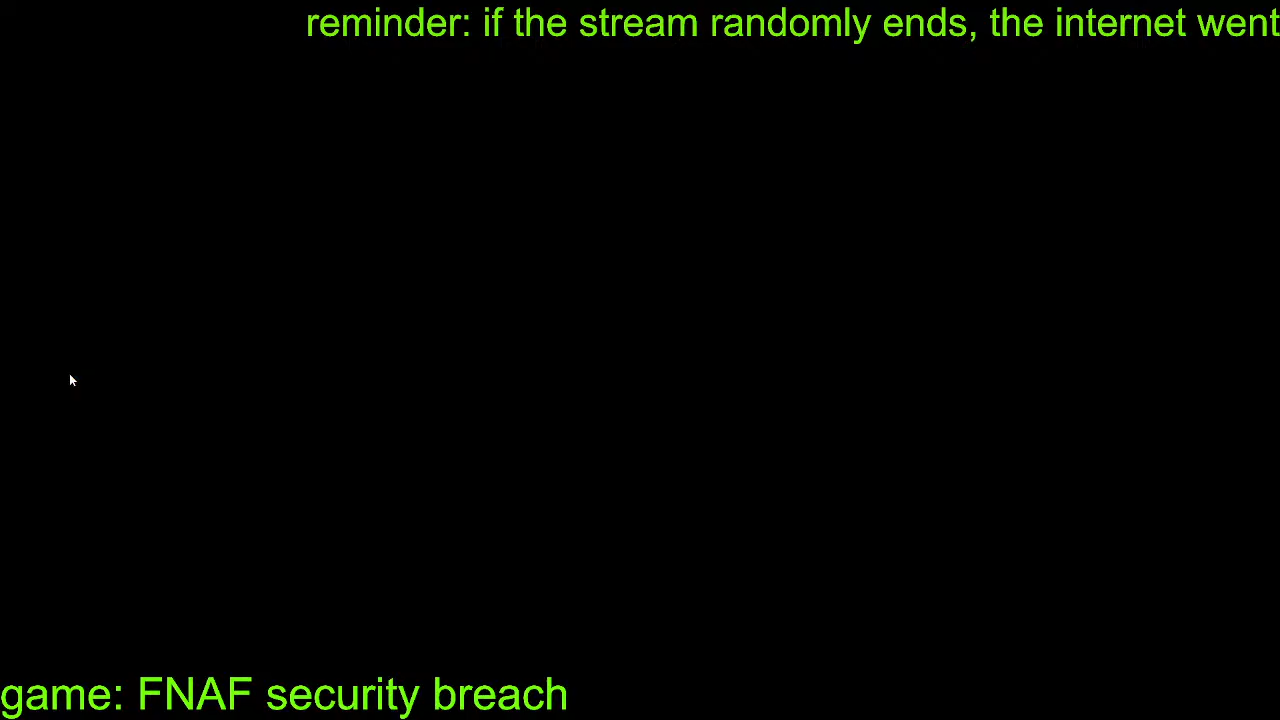 reminder: if the stream randomly ends, the internet went
game: FNAF security breach